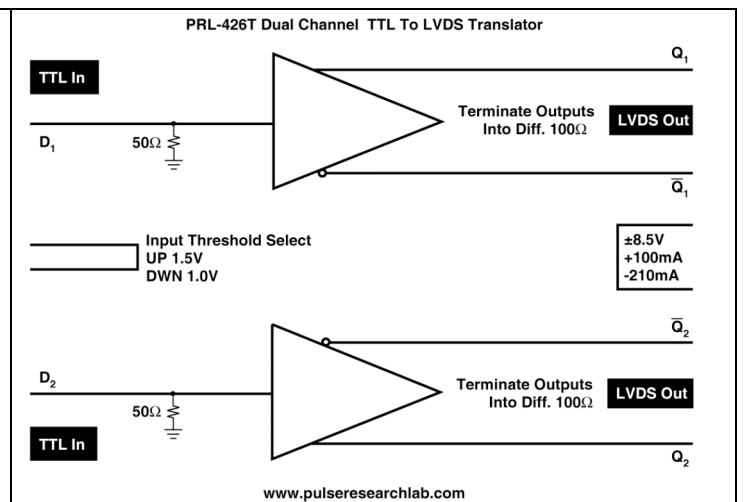 PRL-426T Dual Channel TTL To LVDS Translator
Q1
TTL In
Terminate Outputs
Into Diff. 100Ω
LVDS Out
D1
50Ω
Q̅1
Input Threshold Select
UP 1.5V
DWN 1.0V
±8.5V
+100mA
-210mA
Q̅2
D2
Terminate Outputs
Into Diff. 100Ω
LVDS Out
50Ω
TTL In
Q2
www.pulseresearchlab.com